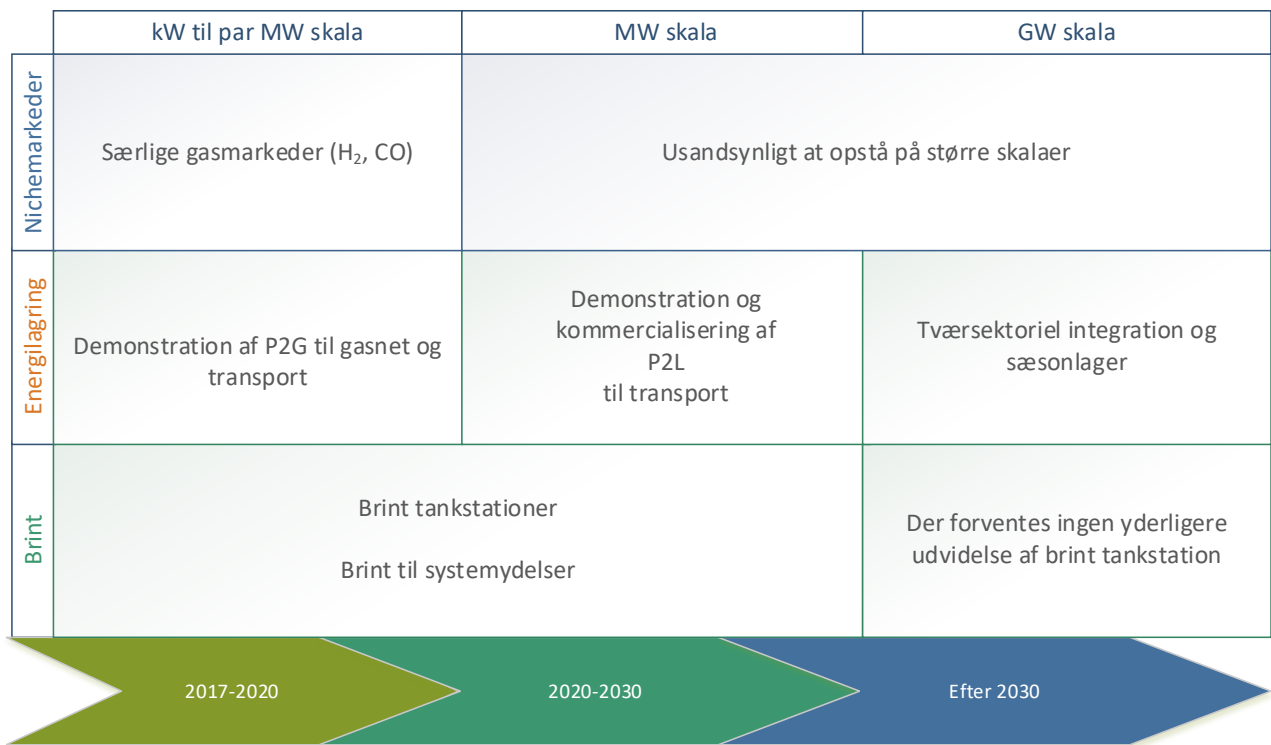 kW til par MW skala
MW skala
GW skala
Nichemarkeder
Særlige gasmarkeder (H₂, CO)
Usandsynligt at opstå på større skalaer
Energilagring
Demonstration af P2G til gasnet og
transport
Demonstration og
kommercialisering af
P2L
til transport
Tværsektoriel integration og
sæsonlager
Brint
Brint tankstationer
Brint til systemydelser
Der forventes ingen yderligere
udvidelse af brint tankstation
2017-2020
2020-2030
Efter 2030